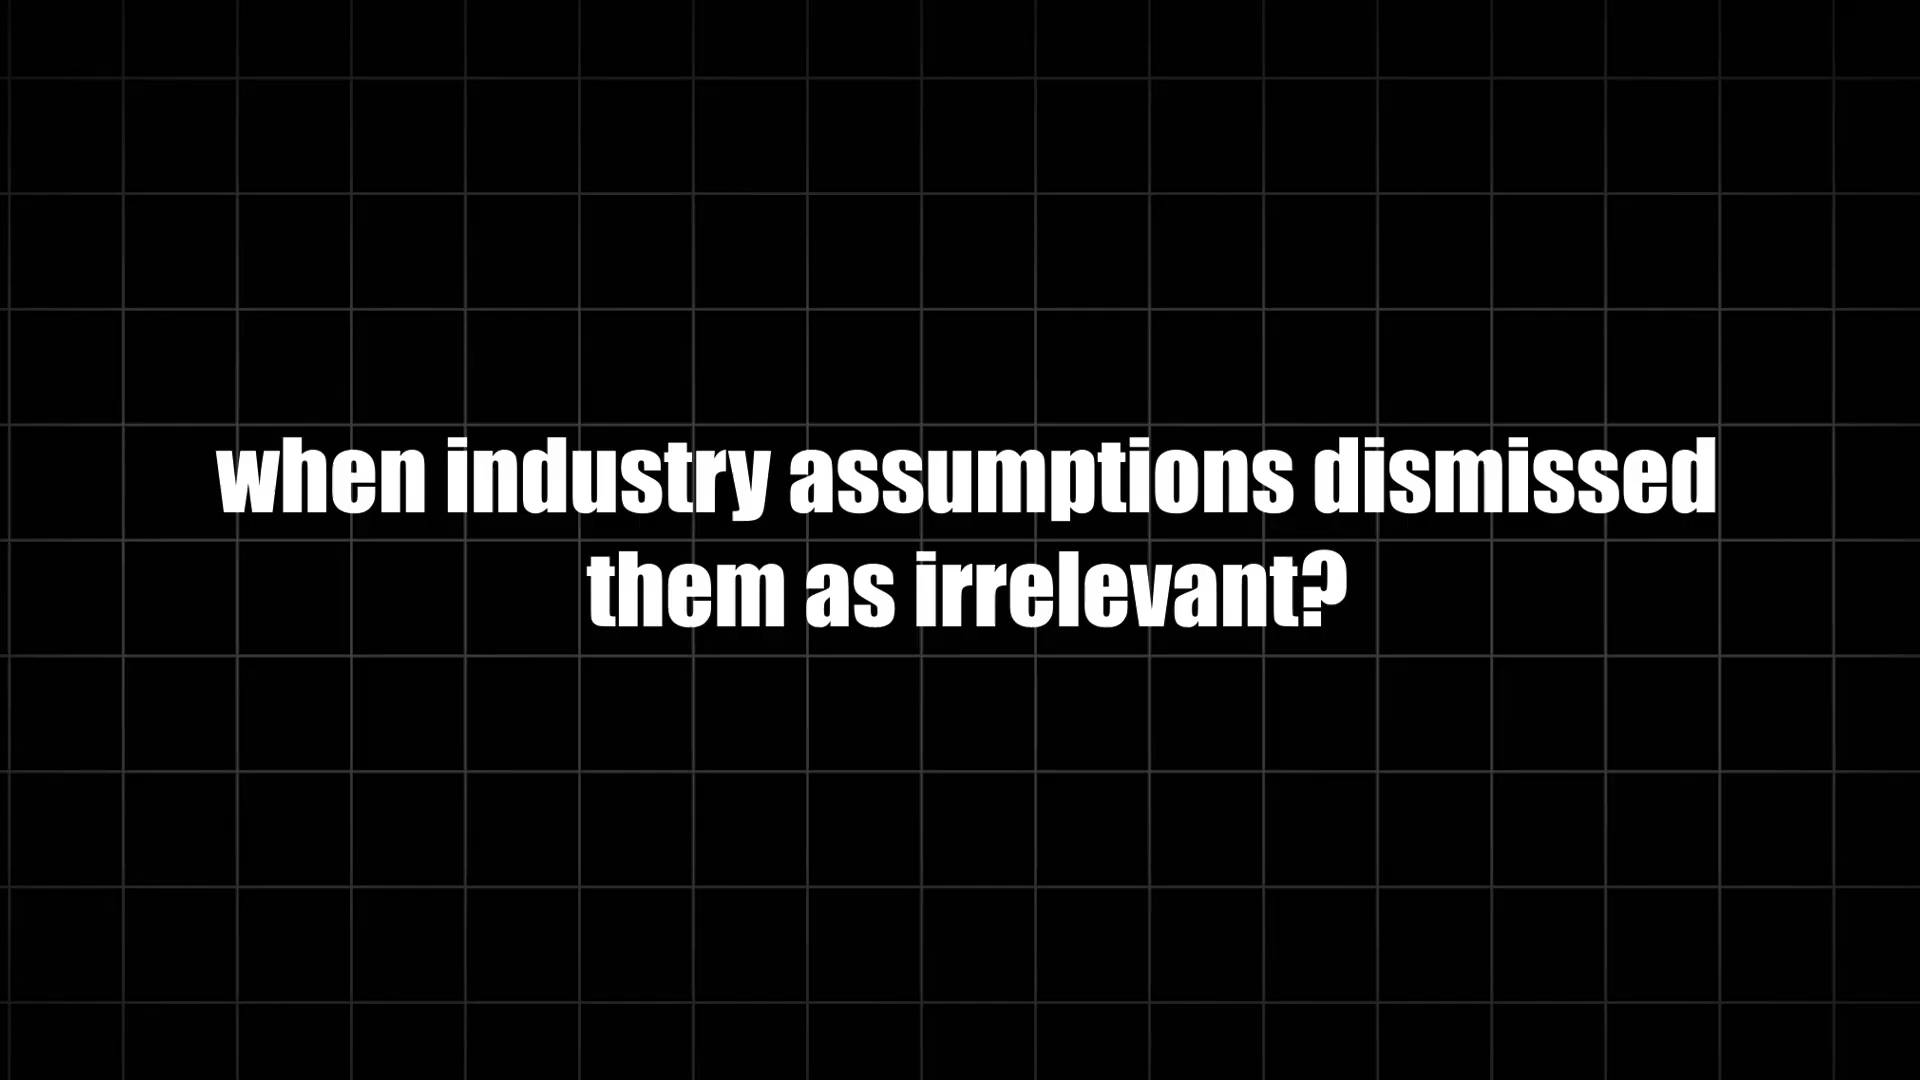 when industry assumptions dismissed
them as irrelevant?